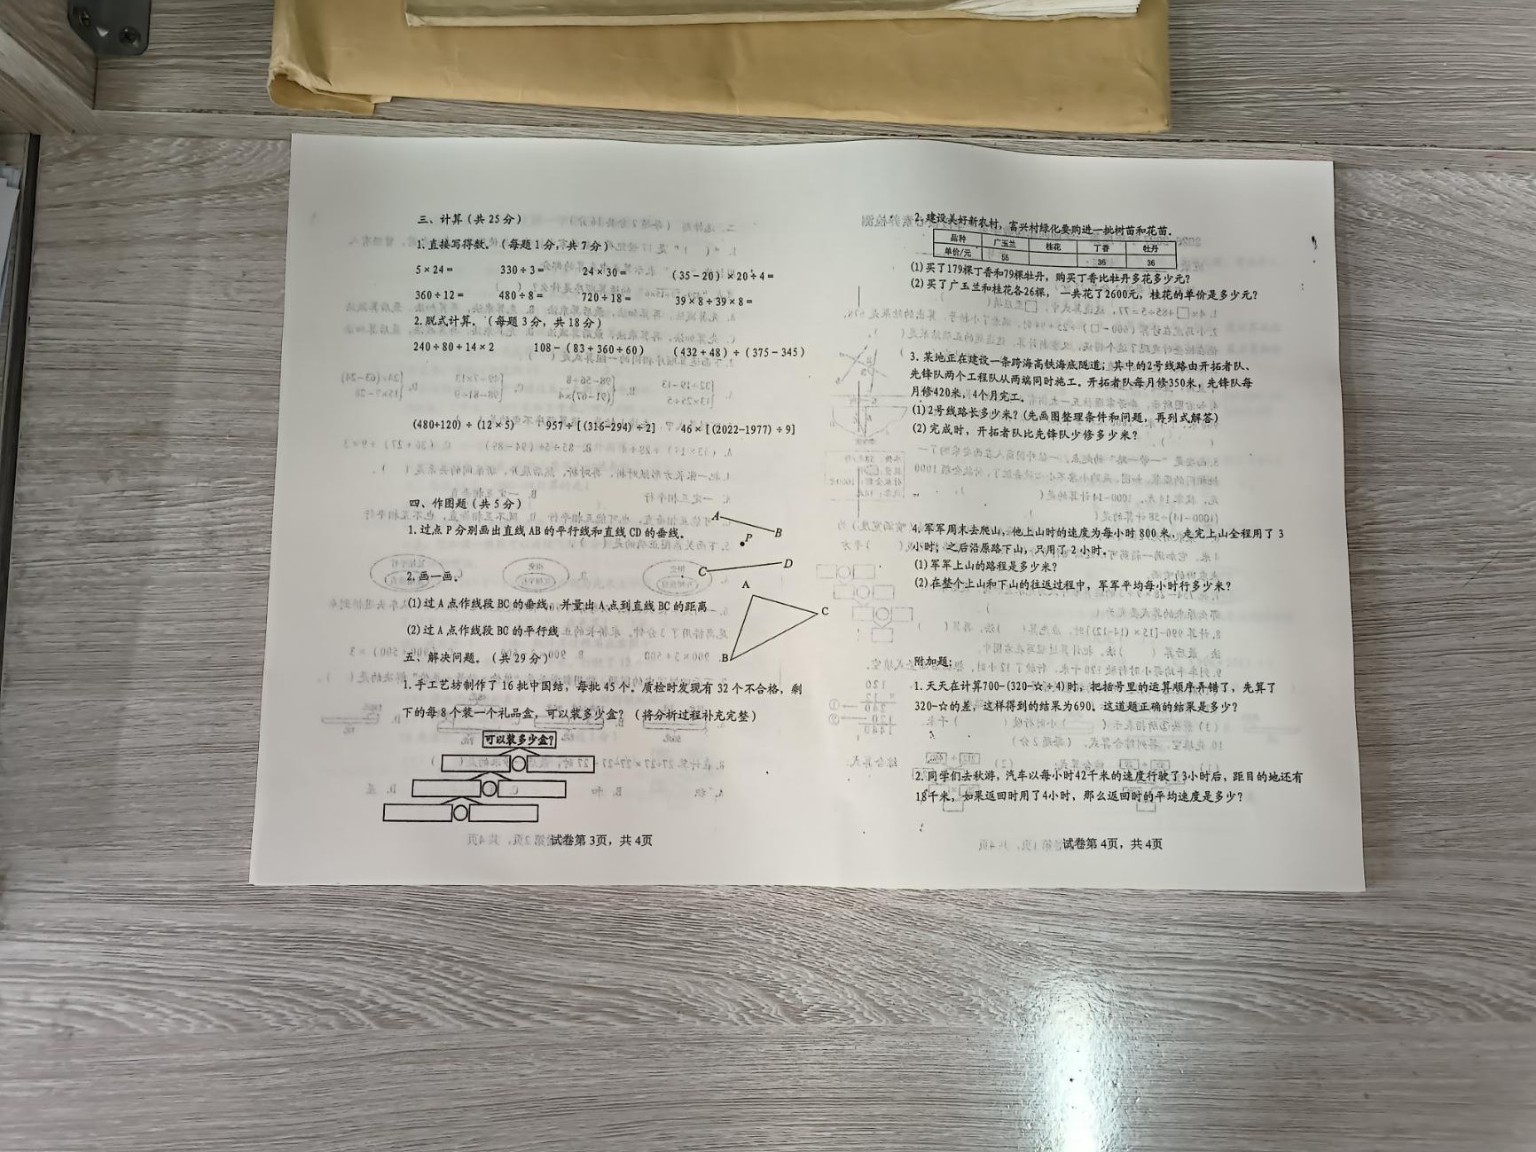 三、计算（共 25 分）
1. 直接写得数。（每题 1 分，共 7 分）
5×24= 330÷3= 24×30= （35－20）×20÷4=
360÷12= 480÷8= 720÷18= 39×8÷39×8=
2. 脱式计算。（每题 3 分，共 18 分）
240÷80+14×2 108－（83+360÷60） （432+48）÷（375－345）
(480+120) ÷ (12×5) 957÷[(316-294)÷2] 46×[(2022-1977)÷9]
四、作图题（共 5 分）
1. 过点 P 分别画出直线 AB 的平行线和直线 CD 的垂线。
A B
P
C D
2. 画一画。
(1) 过 A 点作线段 BC 的垂线，并量出 A 点到直线 BC 的距离
(2) 过 A 点作线段 BC 的平行线
A
C
B
五、解决问题。（共 29 分）
1. 手工艺坊制作了 16 批中国结，每批 45 个，质检时发现有 32 个不合格，剩
下的每 8 个装一个礼品盒，可以装多少盒？（将分析过程补充完整）
可以装多少盒？
试卷第 3页，共 4页
2. 建设美好新农村，富兴村绿化要购进一批树苗和花苗。
品种 广玉兰 桂花 丁香 牡丹
单价/元 55 36 36
(1) 买了179棵丁香和79棵牡丹，购买丁香比牡丹多花多少元？
(2) 买了广玉兰和桂花各26棵，一共花了2600元，桂花的单价是多少元？
3. 某地正在建设一条跨海高铁海底隧道；其中的2号线路由开拓者队、
先锋队两个工程队从两端同时施工。开拓者队每月修350米，先锋队每
月修420米，4个月完工。
(1) 2号线路长多少米？（先画图整理条件和问题，再列式解答）
(2) 完成时，开拓者队比先锋队少修多少米？
4. 军军周末去爬山，他上山时的速度为每小时 800 米，走完上山全程用了 3
小时，之后沿原路下山，只用了 2 小时。
(1) 军军上山的路程是多少米？
(2) 在整个上山和下山的往返过程中，军军平均每小时行多少米？
附加题：
1. 天天在计算700-(320-☆÷4)时，把括号里的运算顺序弄错了，先算了
320-☆的差，这样得到的结果为690，这道题正确的结果是多少？
2. 同学们去秋游，汽车以每小时42千米的速度行驶了3小时后，距目的地还有
18千米，如果返回时用了4小时，那么返回时的平均速度是多少？
试卷第 4页，共 4页